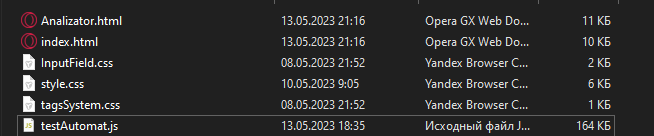 Analizator.html 13.05.2023 21:16 Opera GX Web Do... 11 КБ
index.html 13.05.2023 21:16 Opera GX Web Do... 10 КБ
InputField.css 08.05.2023 21:52 Yandex Browser C... 2 КБ
style.css 10.05.2023 9:05 Yandex Browser C... 6 КБ
tagsSystem.css 08.05.2023 21:52 Yandex Browser C... 1 КБ
testAutomat.js 13.05.2023 18:35 Исходный файл J... 164 КБ